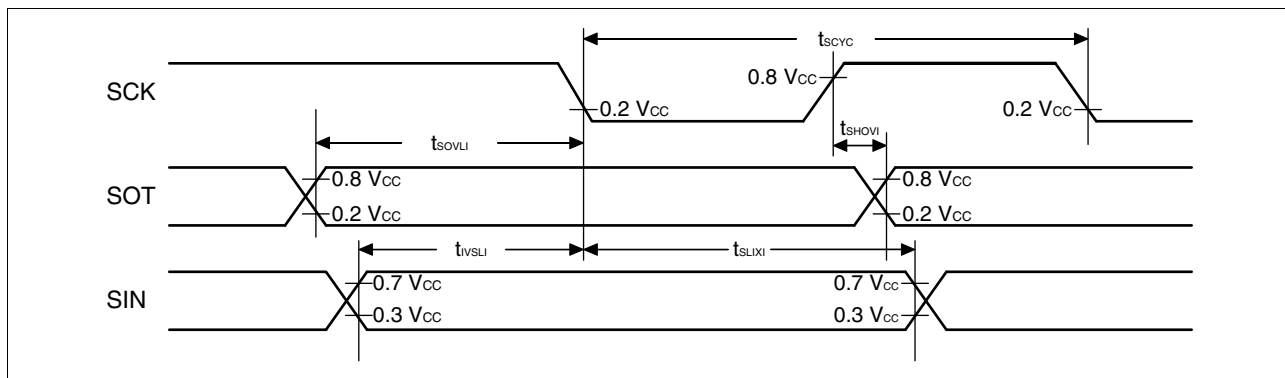 tSCYC
SCK
0.8 VCC
0.2 VCC
0.2 VCC
tSOVLI
tSHOVI
SOT
0.8 VCC
0.2 VCC
0.8 VCC
0.2 VCC
tIVSLI
tSLIXI
SIN
0.7 VCC
0.3 VCC
0.7 VCC
0.3 VCC